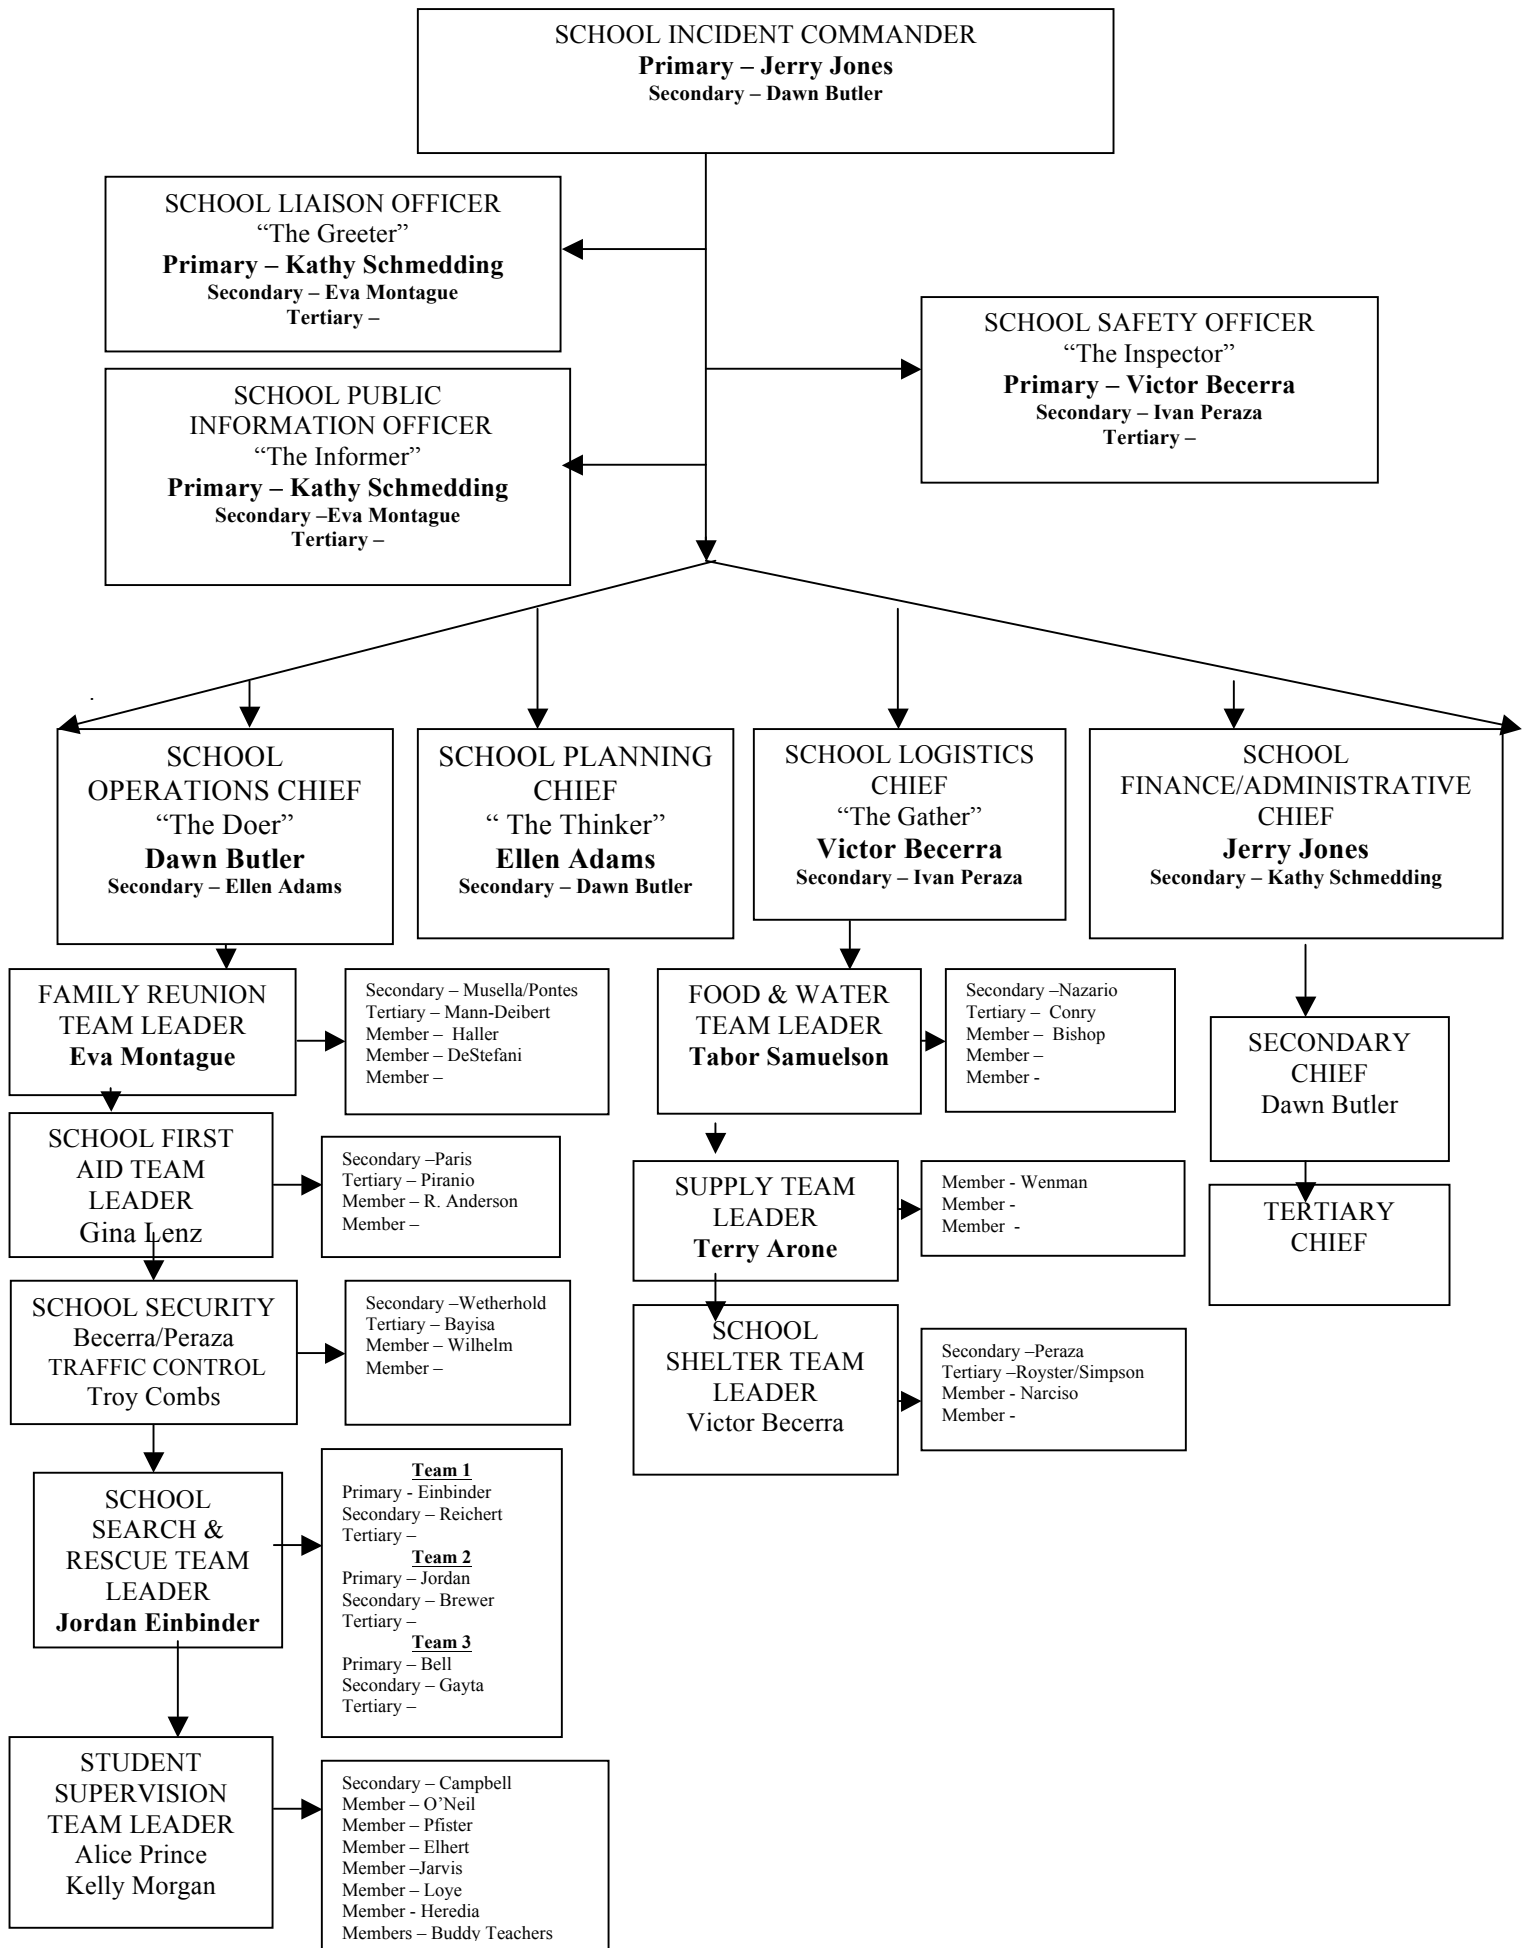 SCHOOL INCIDENT COMMANDER
Primary – Jerry Jones
Secondary – Dawn Butler
SCHOOL LIAISON OFFICER
“The Greeter”
Primary – Kathy Schmedding
Secondary – Eva Montague
Tertiary –
SCHOOL SAFETY OFFICER
“The Inspector”
Primary – Victor Becerra
Secondary – Ivan Peraza
Tertiary –
SCHOOL PUBLIC
INFORMATION OFFICER
“The Informer”
Primary – Kathy Schmedding
Secondary –Eva Montague
Tertiary –
.
SCHOOL
OPERATIONS CHIEF
“The Doer”
Dawn Butler
Secondary – Ellen Adams
SCHOOL PLANNING
CHIEF
“ The Thinker”
Ellen Adams
Secondary – Dawn Butler
SCHOOL LOGISTICS
CHIEF
“The Gather”
Victor Becerra
Secondary – Ivan Peraza
SCHOOL
FINANCE/ADMINISTRATIVE
CHIEF
Jerry Jones
Secondary – Kathy Schmedding
FAMILY REUNION
TEAM LEADER
Eva Montague
Secondary – Musella/Pontes
Tertiary – Mann-Deibert
Member – Haller
Member – DeStefani
Member –
FOOD & WATER
TEAM LEADER
Tabor Samuelson
Secondary –Nazario
Tertiary – Conry
Member – Bishop
Member –
Member -
SECONDARY
CHIEF
Dawn Butler
SCHOOL FIRST
AID TEAM
LEADER
Gina Lenz
Secondary –Paris
Tertiary – Piranio
Member – R. Anderson
Member –
SUPPLY TEAM
LEADER
Terry Arone
Member - Wenman
Member -
Member -
TERTIARY
CHIEF
SCHOOL SECURITY
Becerra/Peraza
TRAFFIC CONTROL
Troy Combs
Secondary –Wetherhold
Tertiary – Bayisa
Member – Wilhelm
Member –
SCHOOL
SHELTER TEAM
LEADER
Victor Becerra
Secondary –Peraza
Tertiary –Royster/Simpson
Member - Narciso
Member -
SCHOOL
SEARCH &
RESCUE TEAM
LEADER
Jordan Einbinder
Team 1
Primary - Einbinder
Secondary – Reichert
Tertiary –
Team 2
Primary – Jordan
Secondary – Brewer
Tertiary –
Team 3
Primary – Bell
Secondary – Gayta
Tertiary –
STUDENT
SUPERVISION
TEAM LEADER
Alice Prince
Kelly Morgan
Secondary – Campbell
Member – O’Neil
Member – Pfister
Member – Elhert
Member –Jarvis
Member – Loye
Member - Heredia
Members – Buddy Teachers